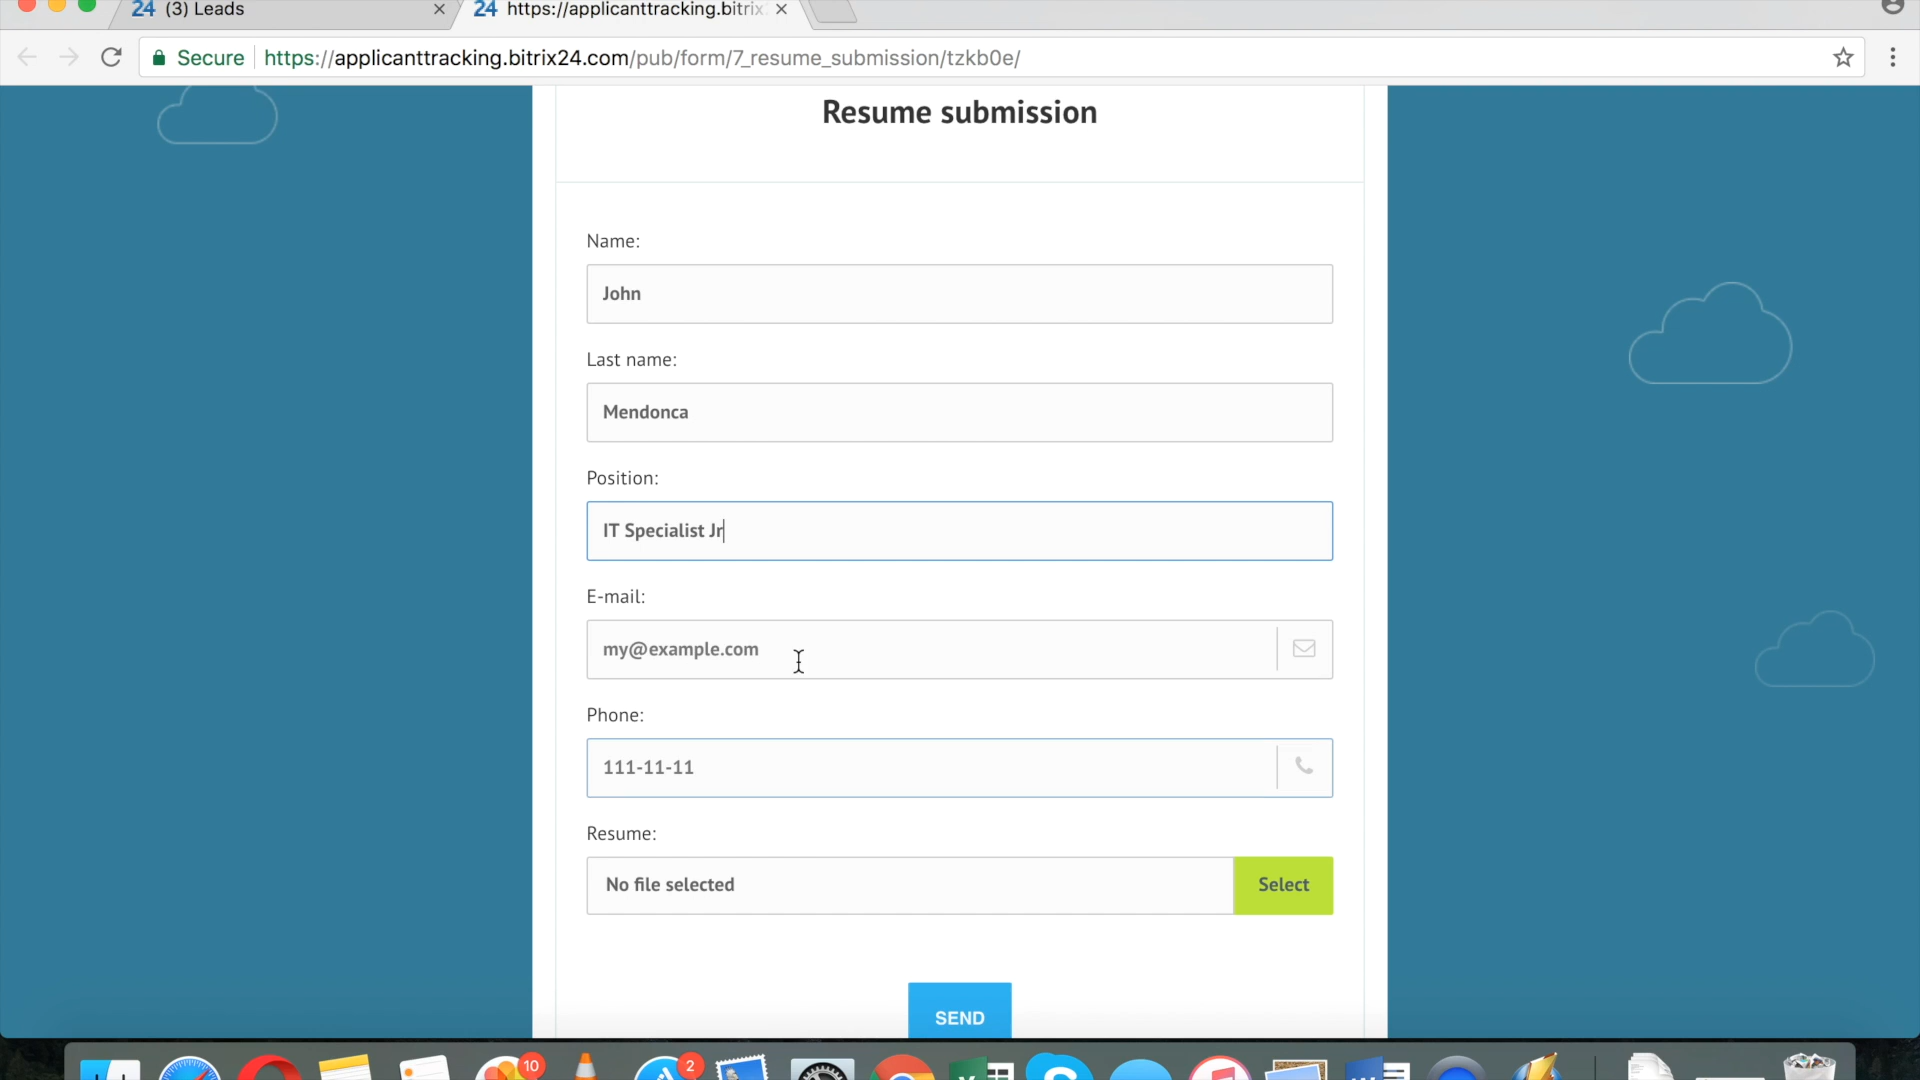 24 (3) Leads
24 https://applicanttracking.bitrix
Secure https://applicanttracking.bitrix24.com/pub/form/7_resume_submission/tzkb0e/
Resume submission
Name:
John
Last name:
Mendonca
Position:
IT Specialist Jr
E-mail:
my@example.com
Phone:
111-11-11
Resume:
No file selected
Select
SEND
10
2